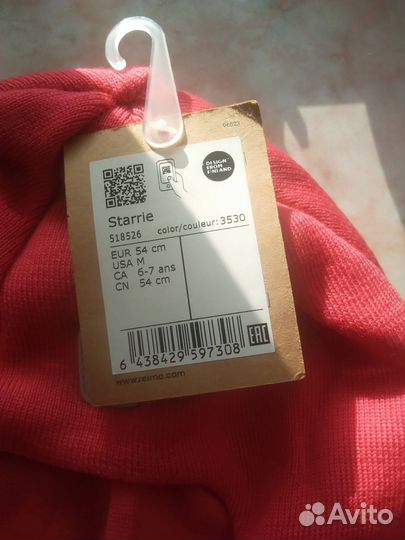 06822
DESIGN
FROM
FINLAND
Starrie
518526 color/couleur: 3530
EUR 54 cm
USA M
CA 6-7 ans
CN 54 cm
6 438429 597308
EAC
www.reima.com
Avito